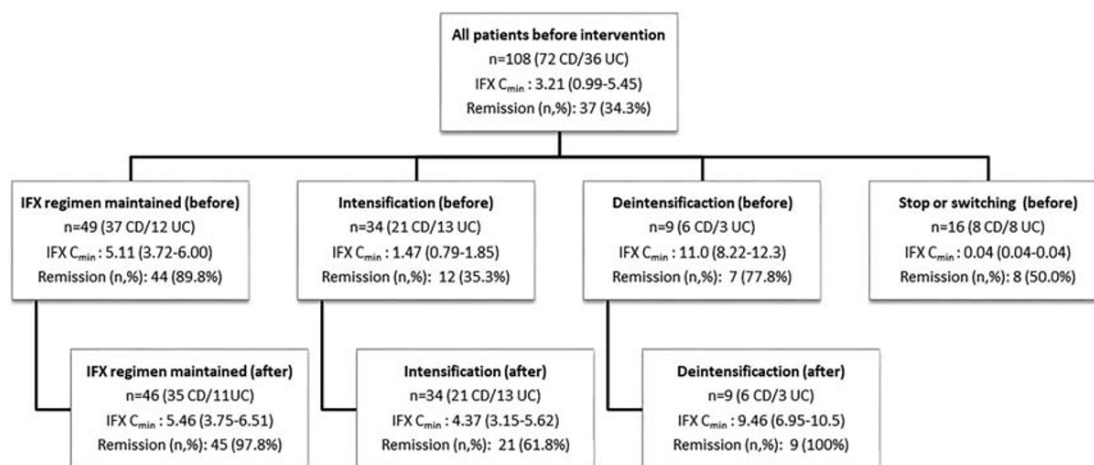 All patients before intervention
n=108 (72 CD/36 UC)
IFX Cmin : 3.21 (0.99-5.45)
Remission (n,%): 37 (34.3%)
IFX regimen maintained (before)
n=49 (37 CD/12 UC)
IFX Cmin : 5.11 (3.72-6.00)
Remission (n,%): 44 (89.8%)
Intensification (before)
n=34 (21 CD/13 UC)
IFX Cmin : 1.47 (0.79-1.85)
Remission (n,%): 12 (35.3%)
Deintensificaction (before)
n=9 (6 CD/3 UC)
IFX Cmin : 11.0 (8.22-12.3)
Remission (n,%): 7 (77.8%)
Stop or switching (before)
n=16 (8 CD/8 UC)
IFX Cmin : 0.04 (0.04-0.04)
Remission (n,%): 8 (50.0%)
IFX regimen maintained (after)
n=46 (35 CD/11UC)
IFX Cmin : 5.46 (3.75-6.51)
Remission (n,%): 45 (97.8%)
Intensification (after)
n=34 (21 CD/13 UC)
IFX Cmin : 4.37 (3.15-5.62)
Remission (n,%): 21 (61.8%)
Deintensificaction (after)
n=9 (6 CD/3 UC)
IFX Cmin : 9.46 (6.95-10.5)
Remission (n,%): 9 (100%)